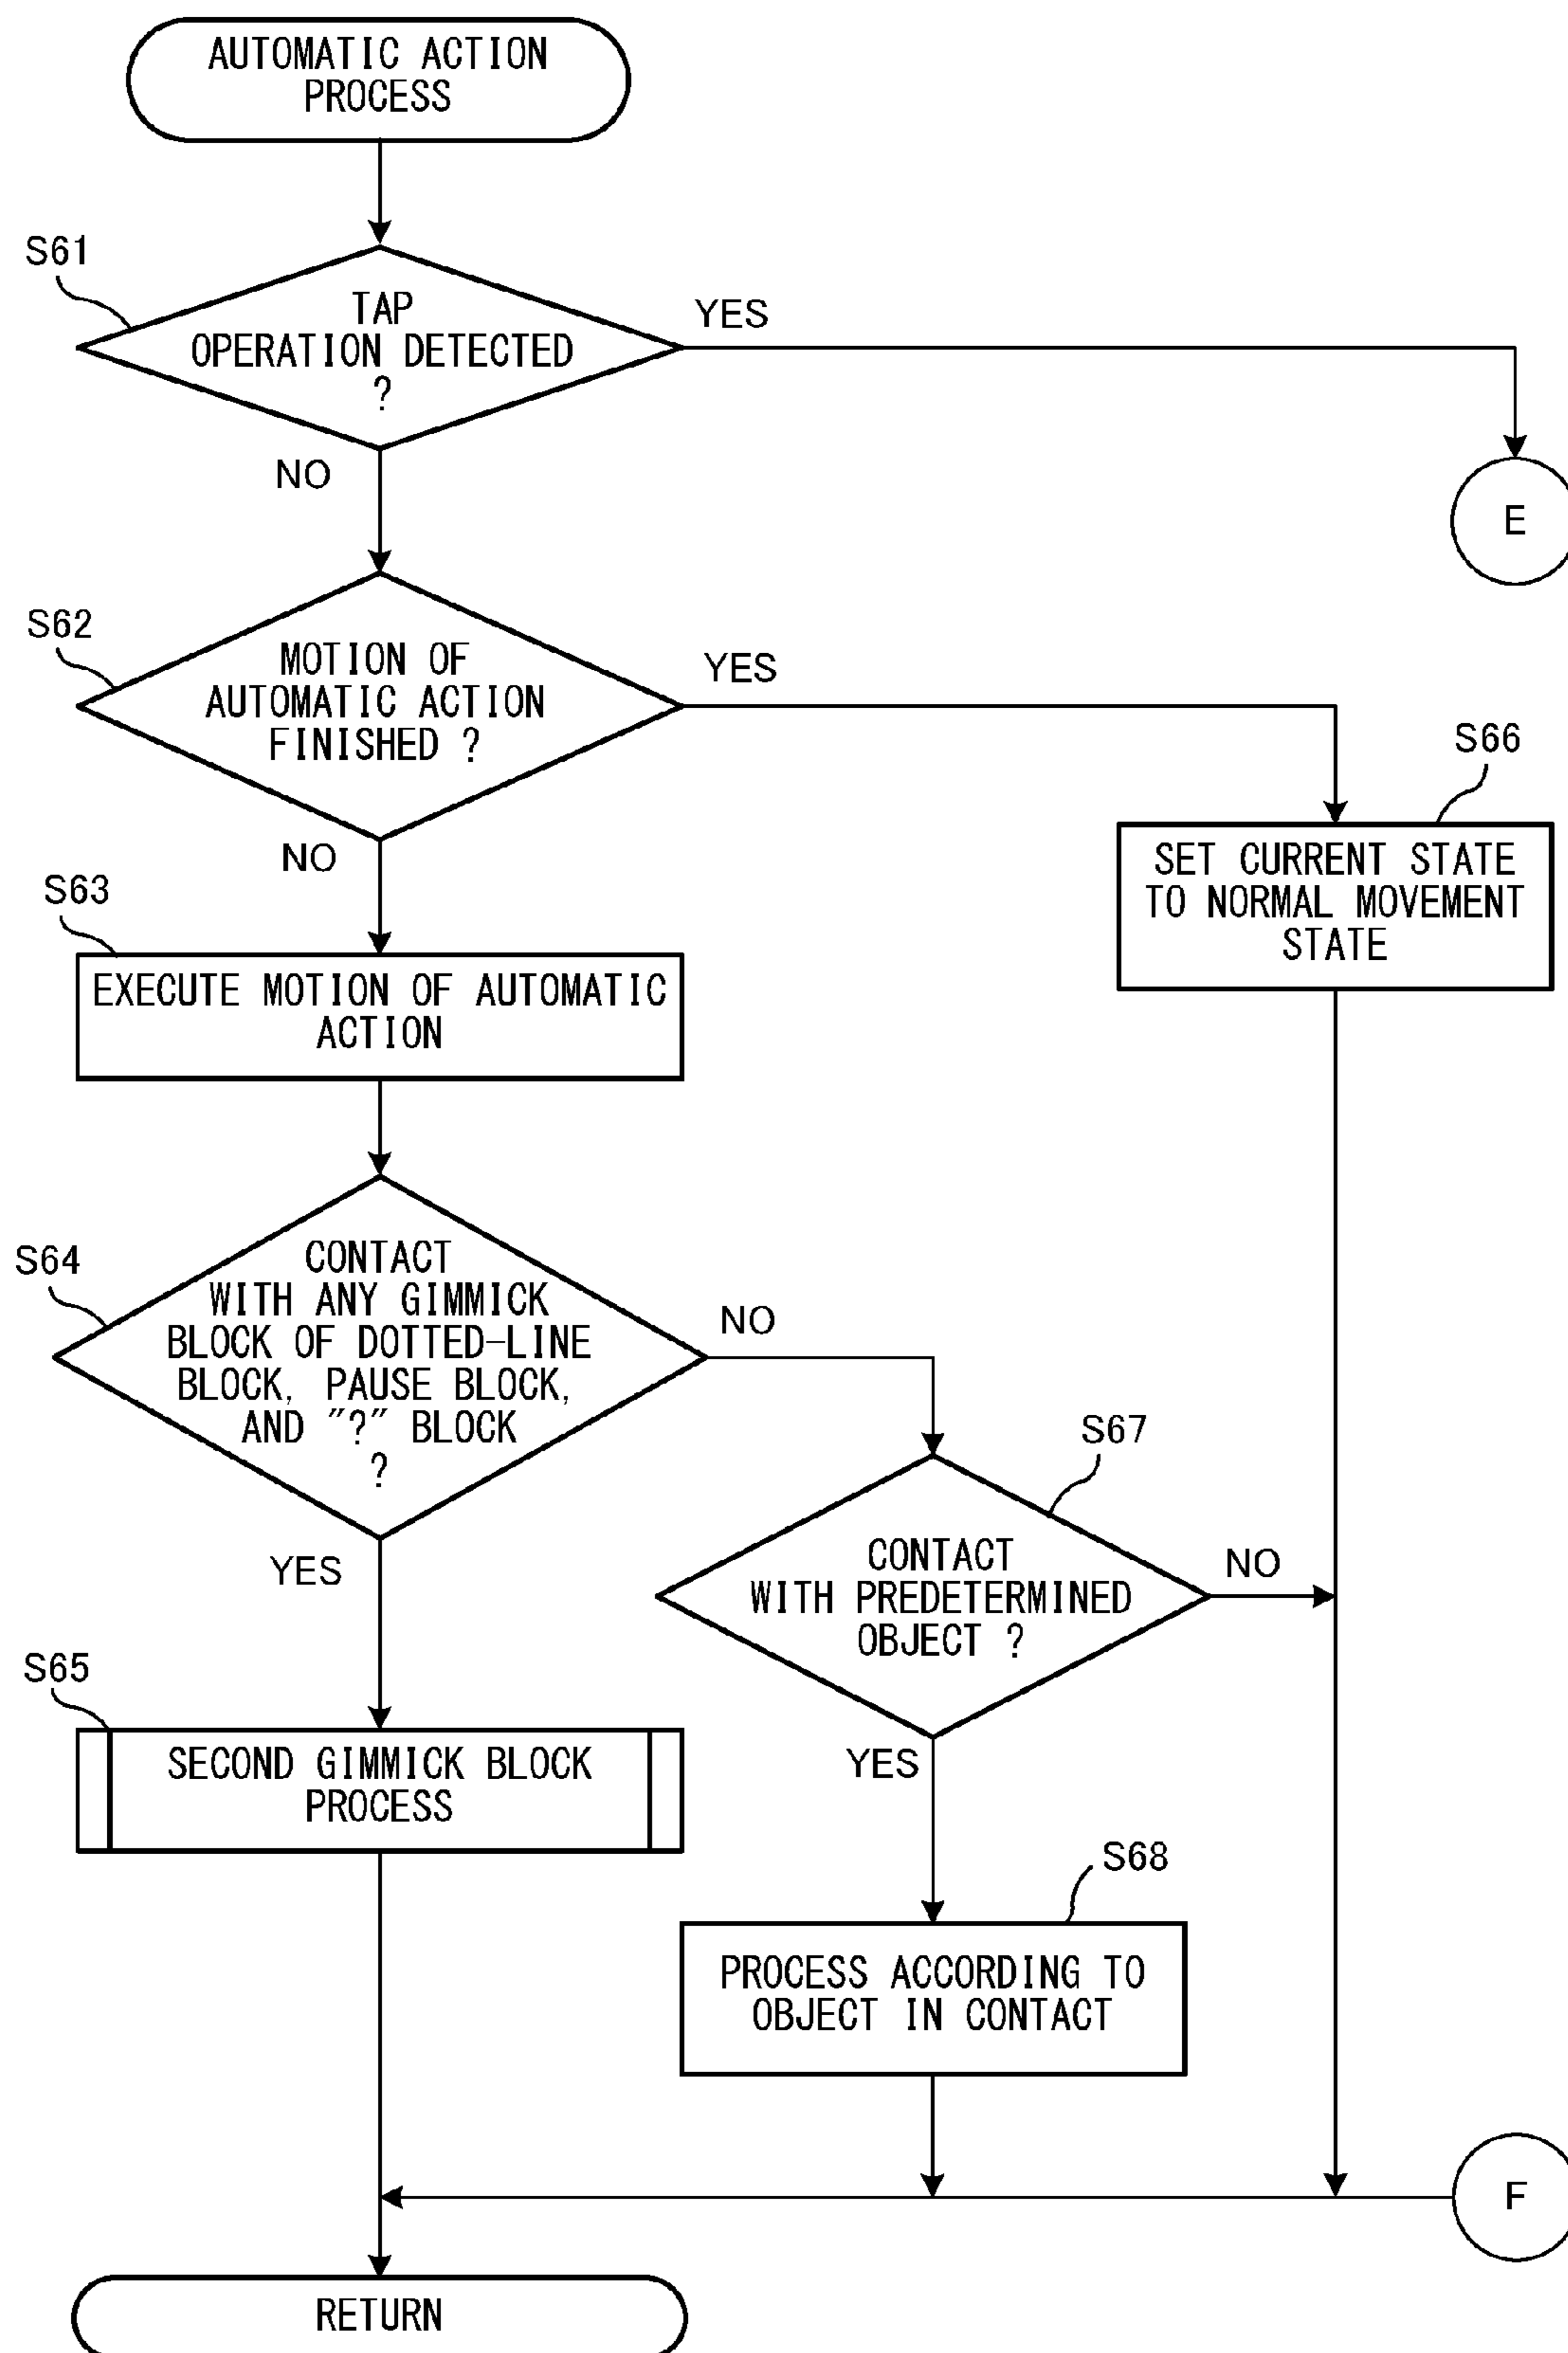 AUTOMATIC ACTION
PROCESS
S61
TAP
OPERATION DETECTED
?
YES
NO
E
S62
MOTION OF
AUTOMATIC ACTION
FINISHED ?
YES
NO
S66
SET CURRENT STATE
TO NORMAL MOVEMENT
STATE
S63
EXECUTE MOTION OF AUTOMATIC
ACTION
S64
CONTACT
WITH ANY GIMMICK
BLOCK OF DOTTED-LINE
BLOCK, PAUSE BLOCK,
AND "?" BLOCK
?
NO
YES
S67
CONTACT
WITH PREDETERMINED
OBJECT ?
NO
YES
S65
SECOND GIMMICK BLOCK
PROCESS
S68
PROCESS ACCORDING TO
OBJECT IN CONTACT
F
RETURN